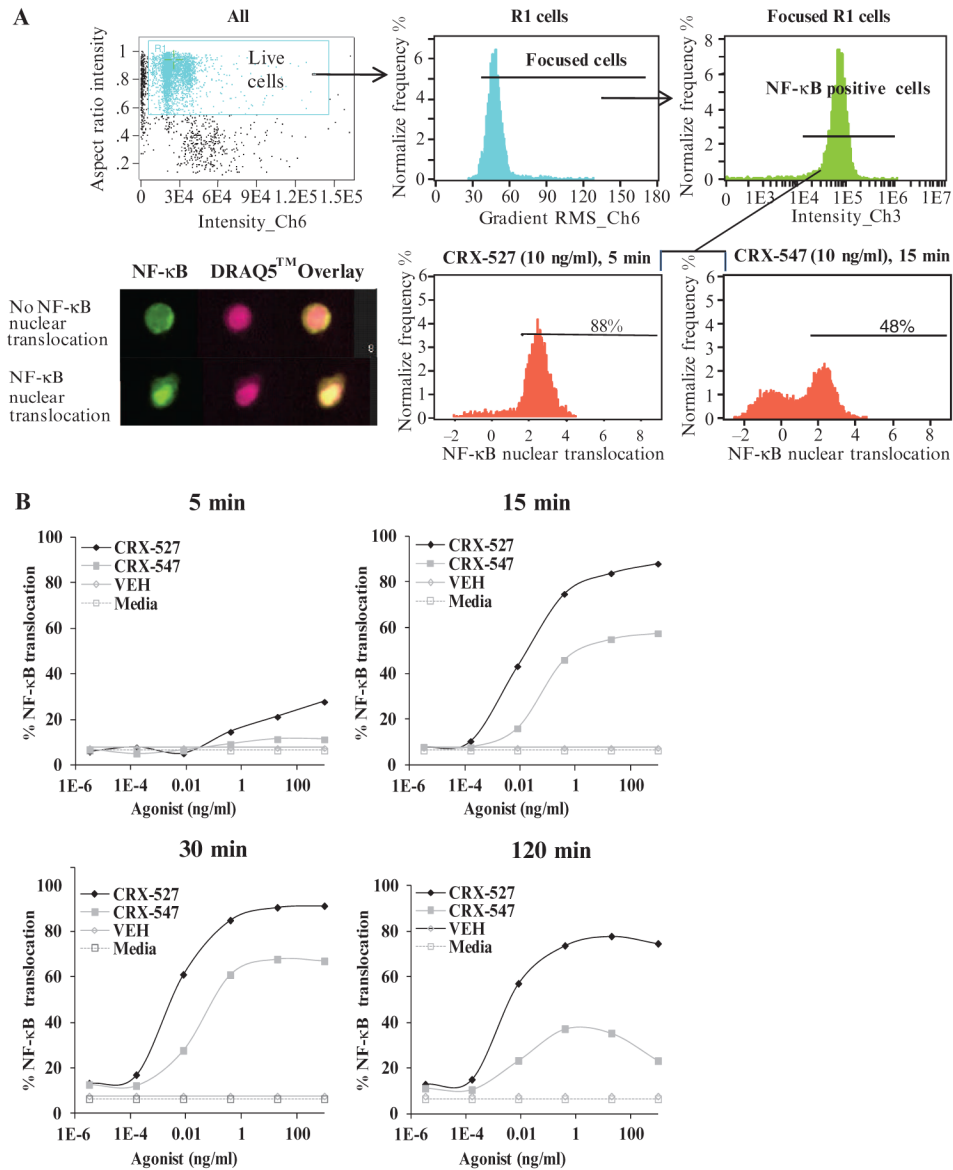 A
All
R1
Live
cells
Aspect ratio intensity
1
.8
.6
.4
.2
0 3E4 6E4 9E4 1.5E5
Intensity_Ch6
R1 cells
Focused cells
Normalize frequency %
8
6
4
2
0
0 30 60 90 120 150 180
Gradient RMS_Ch6
Focused R1 cells
NF-κB positive cells
Normalize frequency %
8
6
4
2
0
0 1E3 1E4 1E5 1E6 1E7
Intensity_Ch3
NF-κB DRAQ5™ Overlay
No NF-κB
nuclear
translocation
NF-κB
nuclear
translocation
8
CRX-527 (10 ng/ml), 5 min
88%
Normalize frequency %
6
5
4
3
2
1
0
-2 0 2 4 6 8
NF-κB nuclear translocation
CRX-547 (10 ng/ml), 15 min
48%
Normalize frequency %
6
5
4
3
2
1
0
-2 0 2 4 6 8
NF-κB nuclear translocation
B
5 min
CRX-527
CRX-547
VEH
Media
% NF-κB translocation
100
80
60
40
20
0
1E-6 1E-4 0.01 1 100
Agonist (ng/ml)
15 min
CRX-527
CRX-547
VEH
Media
% NF-κB translocation
100
80
60
40
20
0
1E-6 1E-4 0.01 1 100
Agonist (ng/ml)
30 min
CRX-527
CRX-547
VEH
Media
% NF-κB translocation
100
80
60
40
20
0
1E-6 1E-4 0.01 1 100
Agonist (ng/ml)
120 min
CRX-527
CRX-547
VEH
Media
% NF-κB translocation
100
80
60
40
20
0
1E-6 1E-4 0.01 1 100
Agonist (ng/ml)